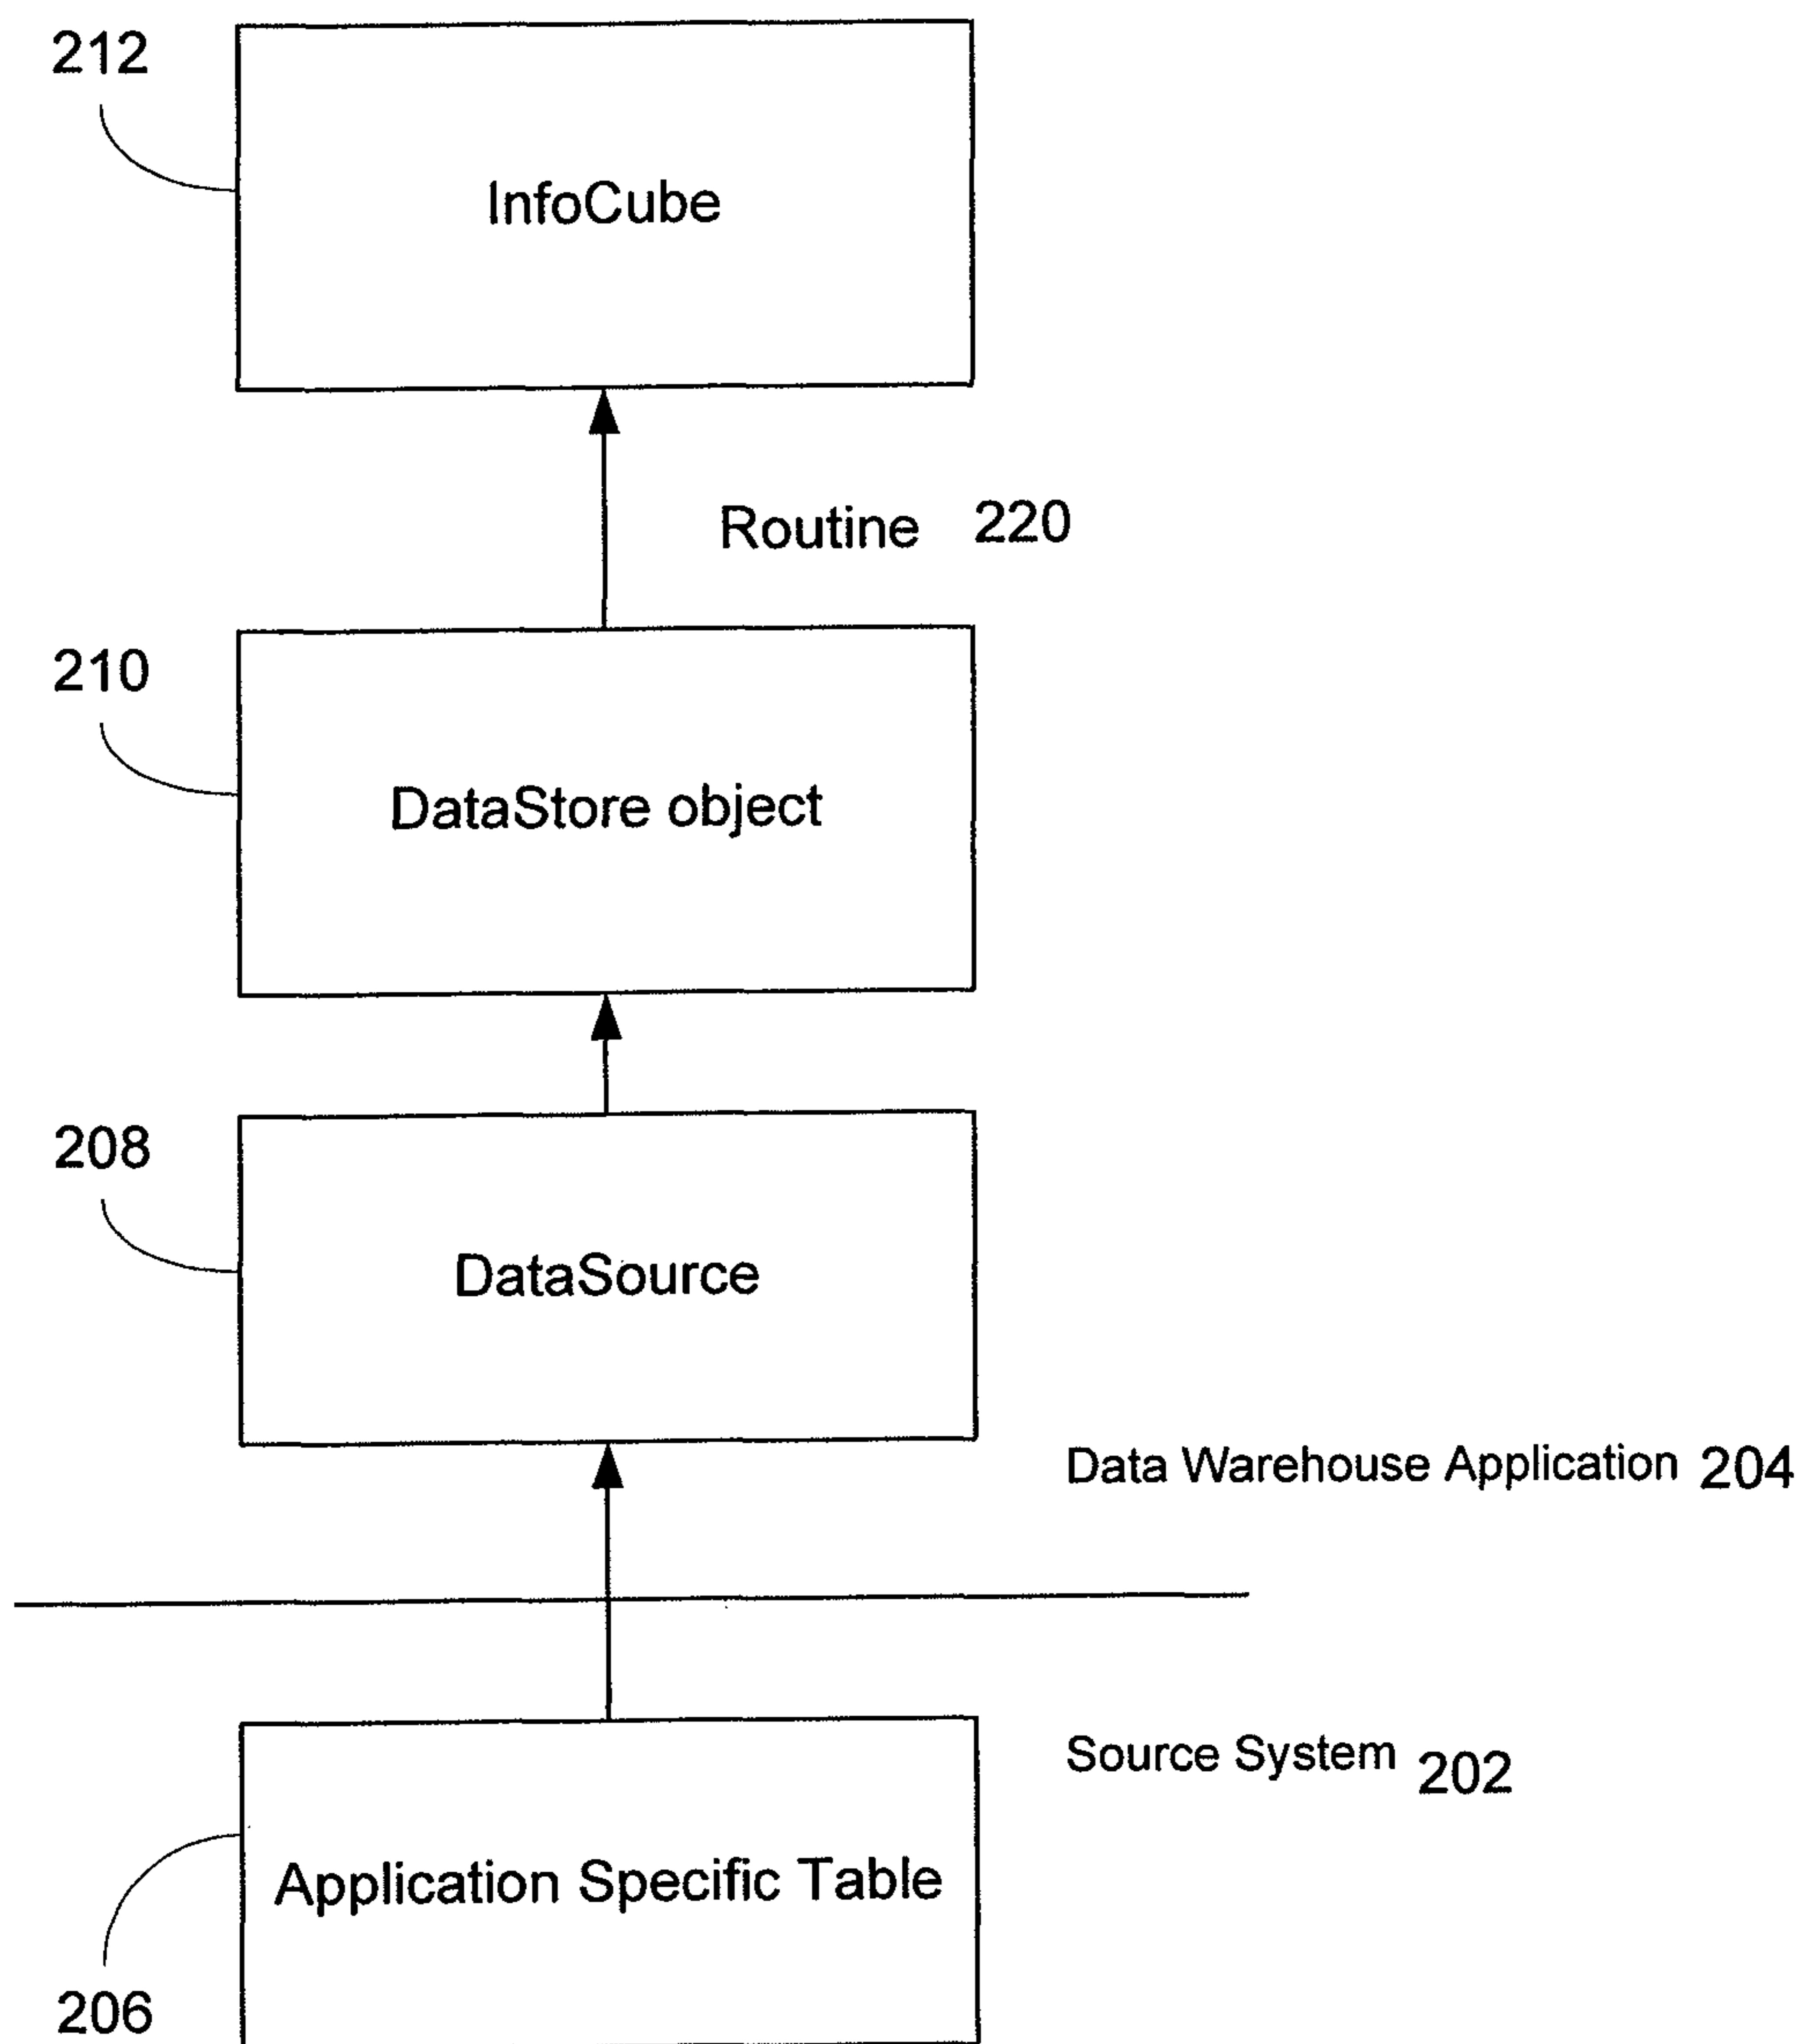 212
InfoCube
Routine 220
210
DataStore object
208
DataSource
Data Warehouse Application 204
Source System 202
Application Specific Table
206